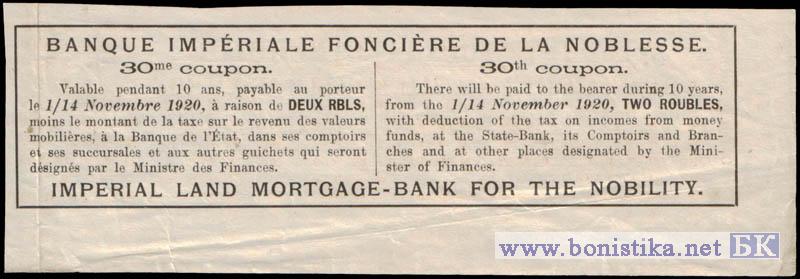 BANQUE IMPÉRIALE FONCIÈRE DE LA NOBLESSE.
30me coupon.
Valable pendant 10 ans, payable au porteur
le 1/14 Novembre 1920, à raison de DEUX RBLS,
moins le montant de la taxe sur le revenu des valeurs
mobilières, à la Banque de l'État, dans ses comptoirs
et ses succursales et aux autres guichets qui seront
désignés par le Ministre des Finances.
30th coupon.
There will be paid to the bearer during 10 years,
from the 1/14 November 1920, TWO ROUBLES,
with deduction of the tax on incomes from money
funds, at the State-Bank, its Comptoirs and Bran-
ches and at other places designated by the Mini-
ster of Finances.
IMPERIAL LAND MORTGAGE-BANK FOR THE NOBILITY.
www.bonistika.net БК